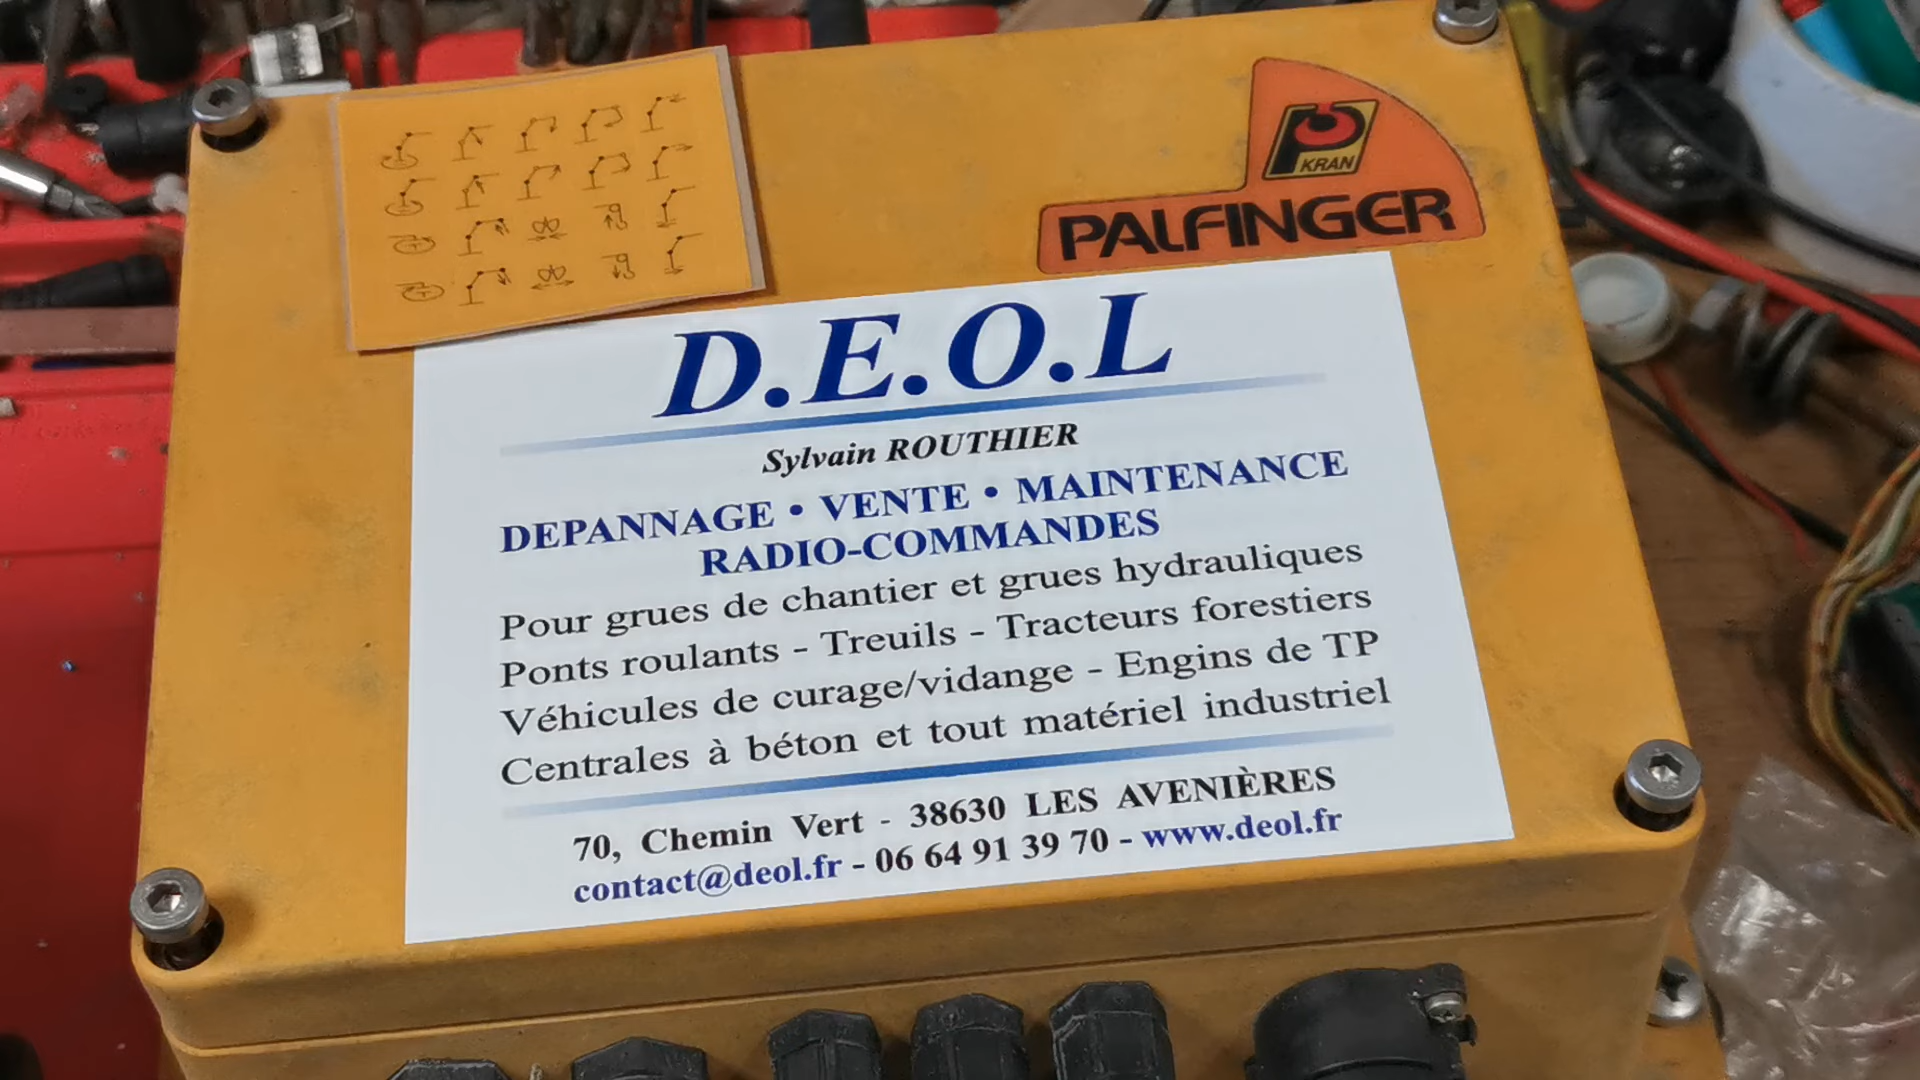 KRAN
PALFINGER
D.E.O.L
Sylvain ROUTHIER
DEPANNAGE • VENTE • MAINTENANCE
RADIO-COMMANDES
Pour grues de chantier et grues hydrauliques
Ponts roulants - Treuils - Tracteurs forestiers
Véhicules de curage/vidange - Engins de TP
Centrales à béton et tout matériel industriel
70, Chemin Vert - 38630 LES AVENIÈRES
contact@deol.fr - 06 64 91 39 70 - www.deol.fr